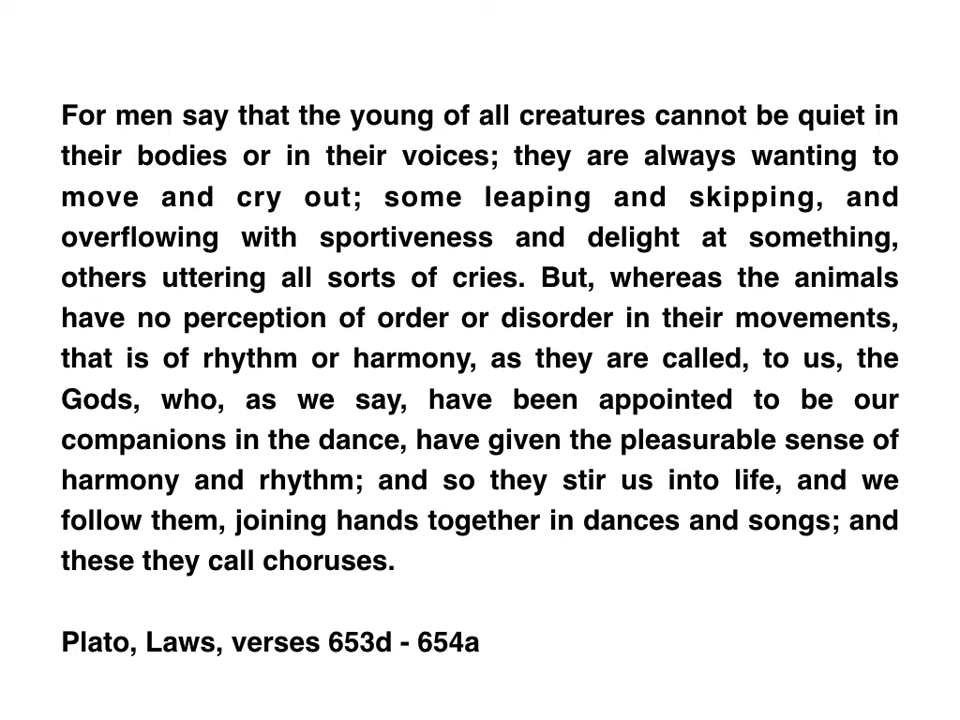 For men say that the young of all creatures cannot be quiet in
their bodies or in their voices; they are always wanting to
move and cry out; some leaping and skipping, and
overflowing with sportiveness and delight at something,
others uttering all sorts of cries. But, whereas the animals
have no perception of order or disorder in their movements,
that is of rhythm or harmony, as they are called, to us, the
Gods, who, as we say, have been appointed to be our
companions in the dance, have given the pleasurable sense of
harmony and rhythm; and so they stir us into life, and we
follow them, joining hands together in dances and songs; and
these they call choruses.
Plato, Laws, verses 653d - 654a